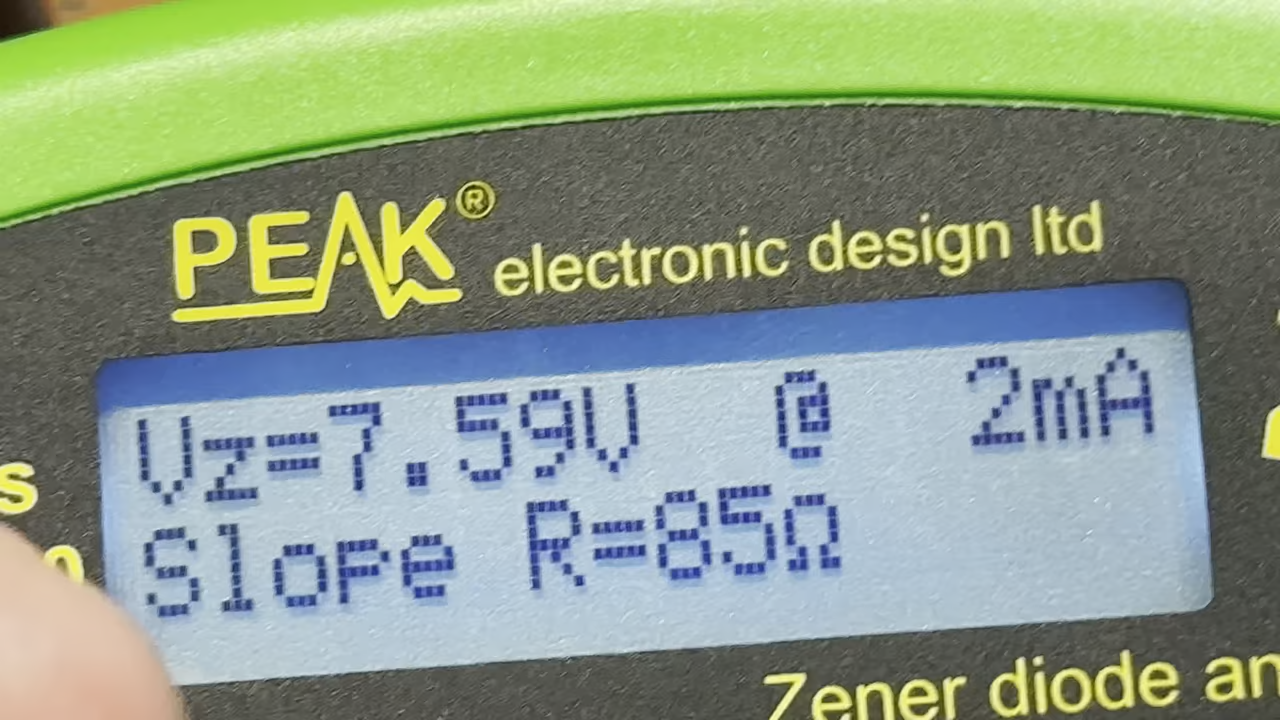 PEAK® electronic design ltd
Vz=7.59V @ 2mA
Slope R=85Ω
Zener diode an